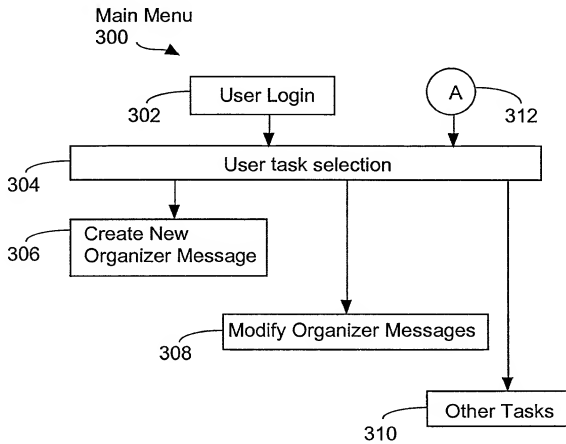 Main Menu
300
User Login
302
A
312
User task selection
304
Create New
Organizer Message
306
Modify Organizer Messages
308
Other Tasks
310